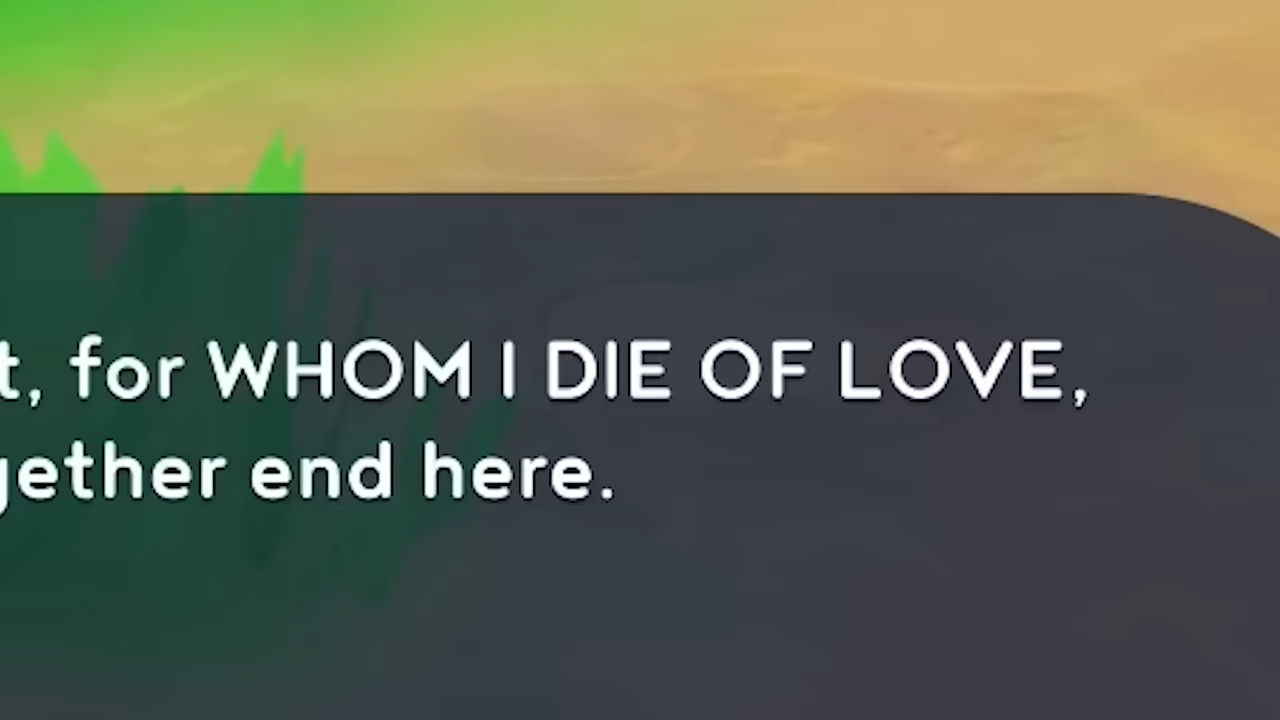 t, for WHOM I DIE OF LOVE,
gether end here.